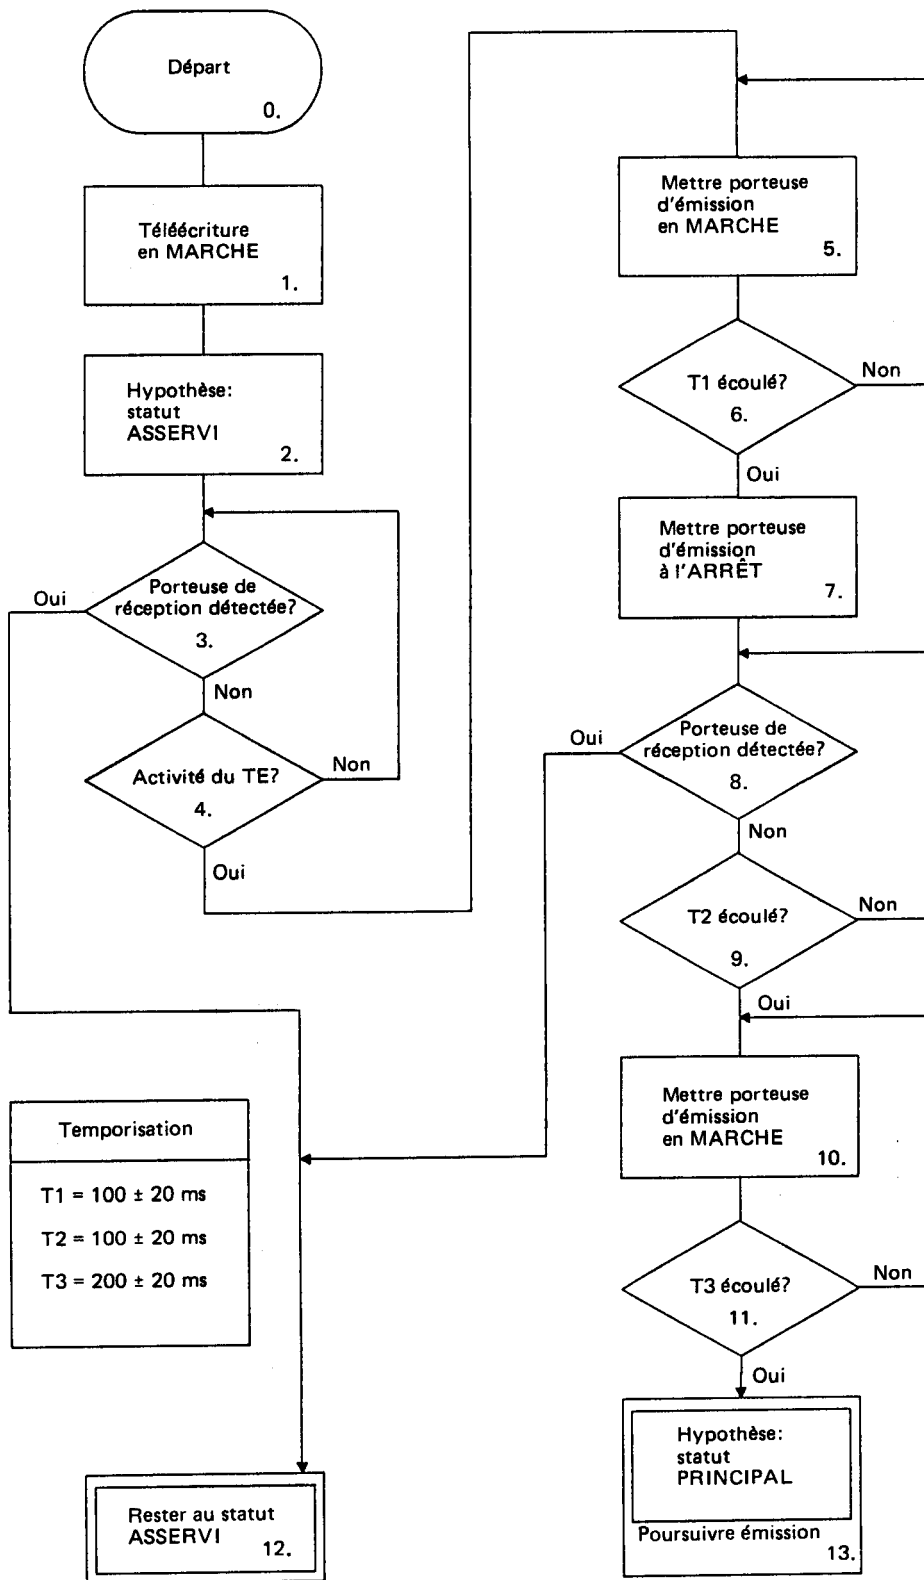 Départ
0.
Téléécriture
en MARCHE
1.
Hypothèse:
statut
ASSERVI
2.
Oui
Porteuse de
réception détectée?
3.
Non
Activité du TE?
4.
Non
Oui
Mettre porteuse
d'émission
en MARCHE
5.
T1 écoulé?
6.
Non
Oui
Mettre porteuse
d'émission
à l'ARRÊT
7.
Oui
Porteuse de
réception détectée?
8.
Non
T2 écoulé?
9.
Non
Oui
Mettre porteuse
d'émission
en MARCHE
10.
T3 écoulé?
11.
Non
Oui
Hypothèse:
statut
PRINCIPAL
Poursuivre émission
13.
Temporisation
T1 = 100 ± 20 ms
T2 = 100 ± 20 ms
T3 = 200 ± 20 ms
Rester au statut
ASSERVI
12.